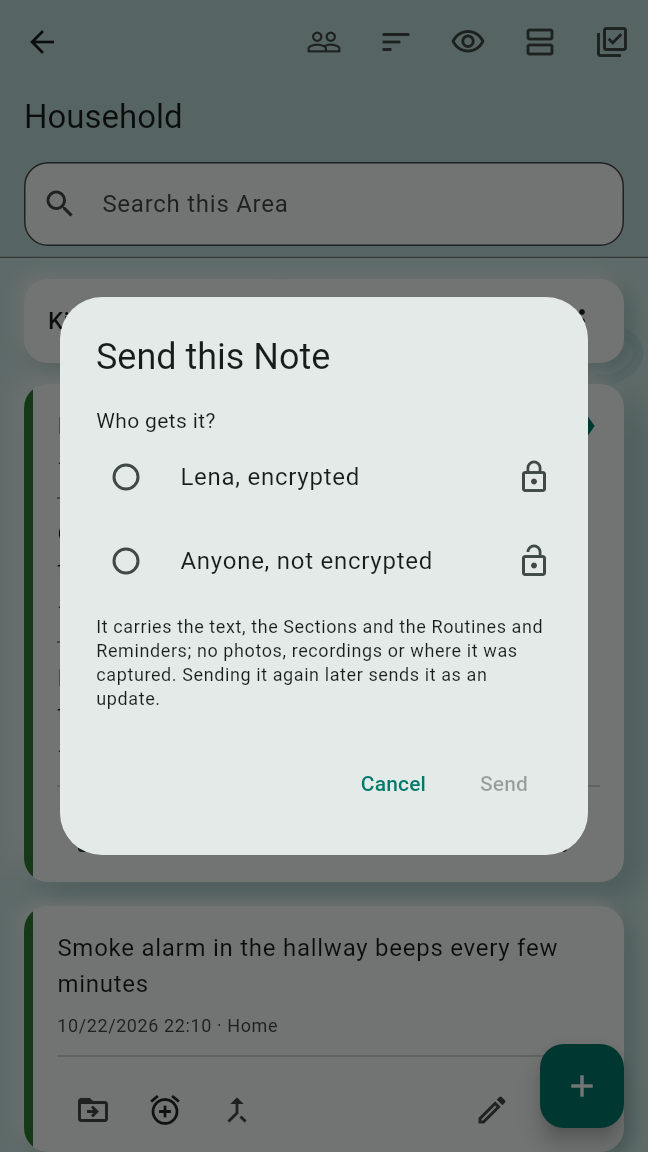 Household
Search this Area
Send this Note
Who gets it?
Lena, encrypted
Anyone, not encrypted
It carries the text, the Sections and the Routines and
Reminders; no photos, recordings or where it was
captured. Sending it again later sends it as an
update.
Cancel
Send
Smoke alarm in the hallway beeps every few
minutes
10/22/2026 22:10 · Home